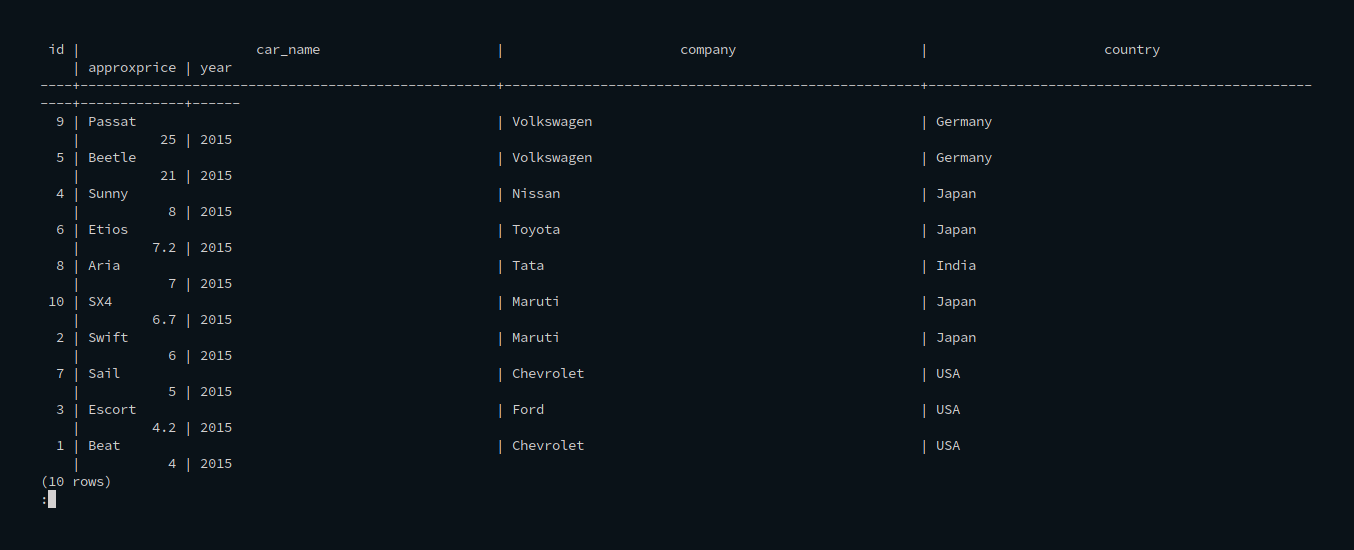 id |                      car_name                      |                      company                       |                      country
    | approxprice | year
----+----------------------------------------------------+----------------------------------------------------+------------------------------------------------
----+-------------+------
  9 | Passat                                             | Volkswagen                                         | Germany
    |          25 | 2015
  5 | Beetle                                             | Volkswagen                                         | Germany
    |          21 | 2015
  4 | Sunny                                              | Nissan                                             | Japan
    |           8 | 2015
  6 | Etios                                              | Toyota                                             | Japan
    |         7.2 | 2015
  8 | Aria                                               | Tata                                               | India
    |           7 | 2015
 10 | SX4                                                | Maruti                                             | Japan
    |         6.7 | 2015
  2 | Swift                                              | Maruti                                             | Japan
    |           6 | 2015
  7 | Sail                                               | Chevrolet                                          | USA
    |           5 | 2015
  3 | Escort                                             | Ford                                               | USA
    |         4.2 | 2015
  1 | Beat                                               | Chevrolet                                          | USA
    |           4 | 2015
(10 rows)
: